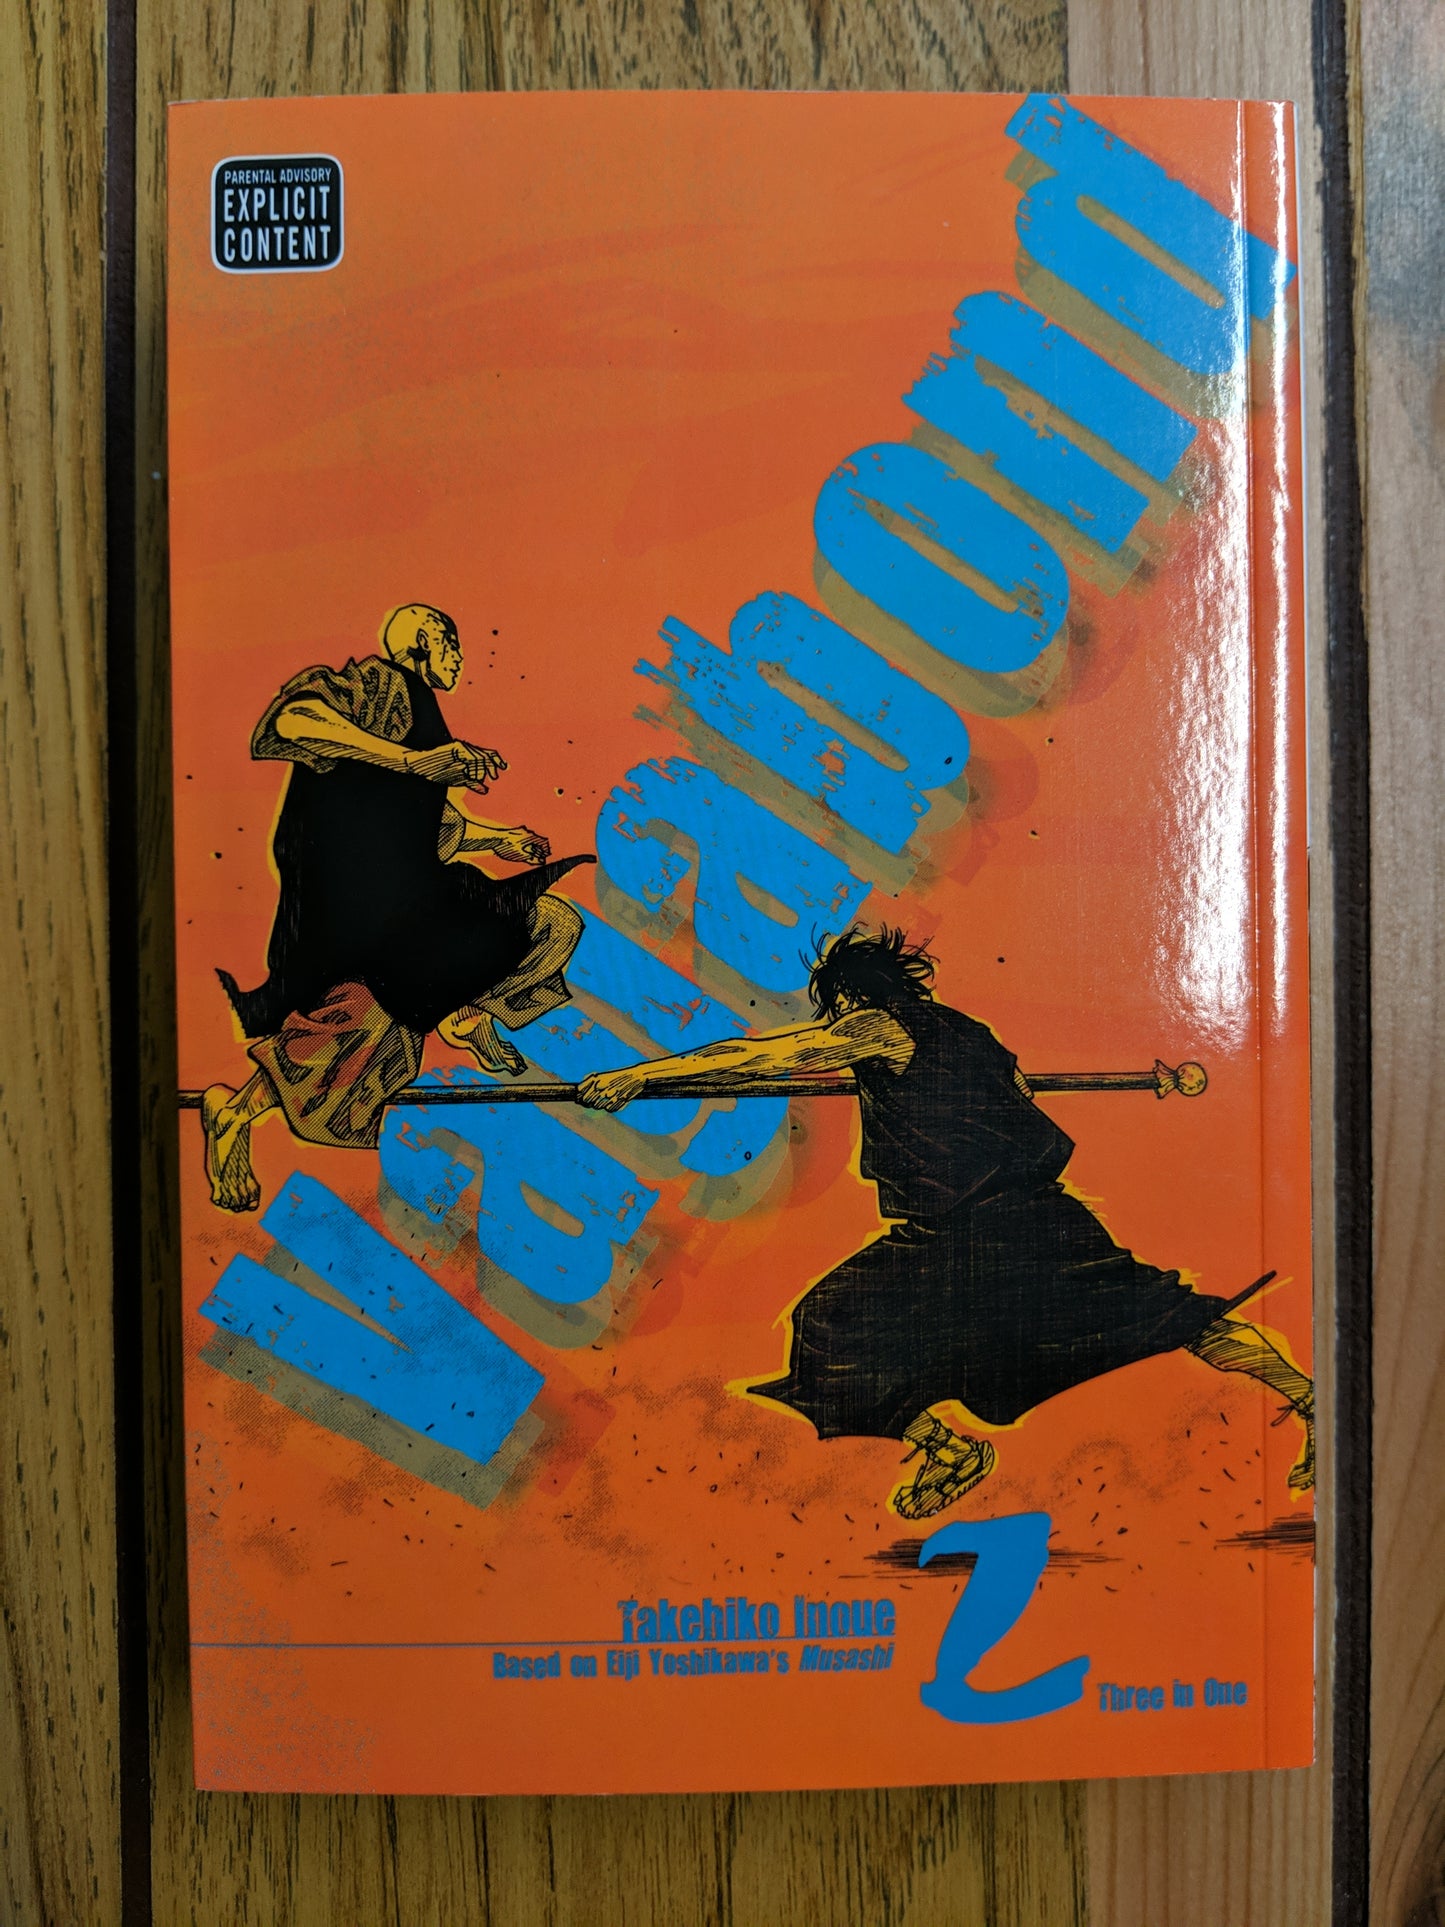 PARENTAL ADVISORY
EXPLICIT
CONTENT
Vagabond
Takehiko Inoue
Based on Eiji Yoshikawa's Musashi
2
Three in One